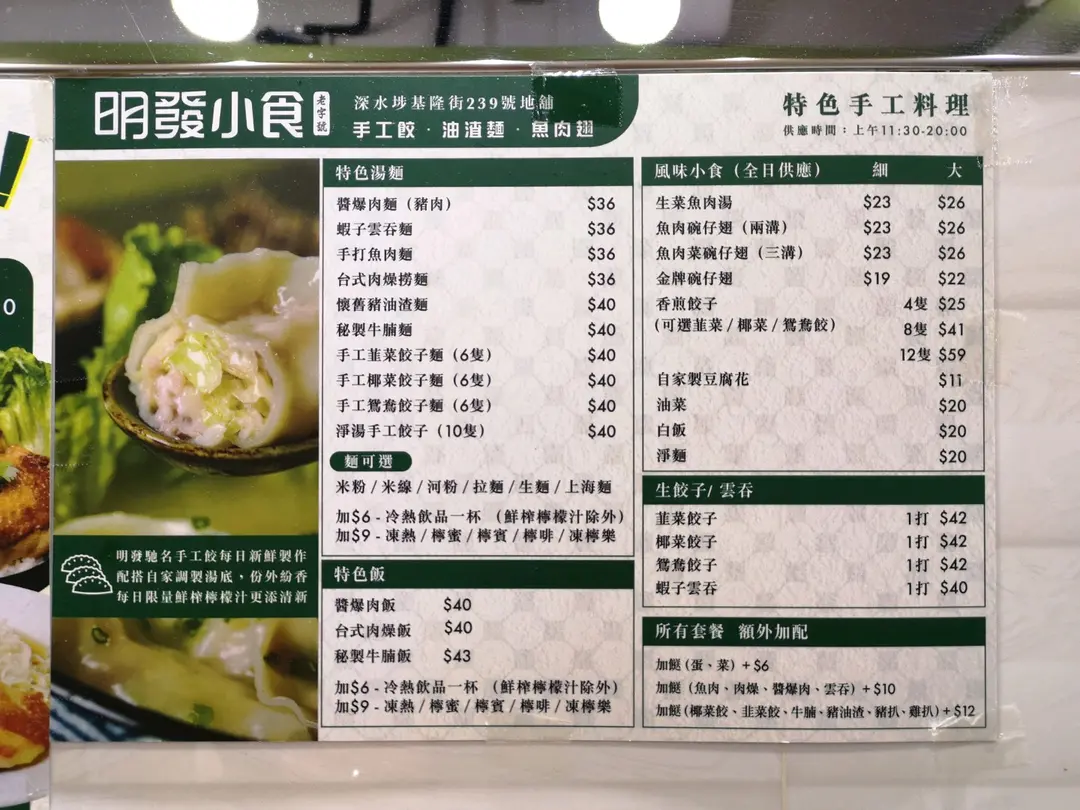 明發小食
老字號
深水埗基隆街239號地舖
手工餃・油渣麵・魚肉翅
特色手工料理
供應時間：上午11:30-20:00
特色湯麵
醬爆肉麵（豬肉） $36
蝦子雲吞麵 $36
手打魚肉麵 $36
台式肉燥撈麵 $36
懷舊豬油渣麵 $40
秘製牛腩麵 $40
手工韮菜餃子麵（6隻） $40
手工椰菜餃子麵（6隻） $40
手工鴛鴦餃子麵（6隻） $40
淨湯手工餃子（10隻） $40
麵可選
米粉/米線/河粉/拉麵/生麵/上海麵
加$6 - 冷熱飲品一杯 （鮮榨檸檬汁除外）
加$9 - 凍熱/檸蜜/檸賓/檸啡/凍檸樂
特色飯
醬爆肉飯 $40
台式肉燥飯 $40
秘製牛腩飯 $43
加$6 - 冷熱飲品一杯 （鮮榨檸檬汁除外）
加$9 - 凍熱/檸蜜/檸賓/檸啡/凍檸樂
風味小食（全日供應） 細 大
生菜魚肉湯 $23 $26
魚肉碗仔翅（兩溝） $23 $26
魚肉菜碗仔翅（三溝） $23 $26
金牌碗仔翅 $19 $22
香煎餃子 4隻 $25
（可選韮菜/椰菜/鴛鴦餃） 8隻 $41
12隻 $59
自家製豆腐花 $11
油菜 $20
白飯 $20
淨麵 $20
生餃子/雲吞
韮菜餃子 1打 $42
椰菜餃子 1打 $42
鴛鴦餃子 1打 $42
蝦子雲吞 1打 $40
所有套餐 額外加配
加餸（蛋、菜）+$6
加餸（魚肉、肉燥、醬爆肉、雲吞）+$10
加餸（椰菜餃、韮菜餃、牛腩、豬油渣、豬扒、雞扒）+$12
明發馳名手工餃每日新鮮製作
配搭自家調製湯底，份外紛香
每日限量鮮榨檸檬汁更添清新
!
0